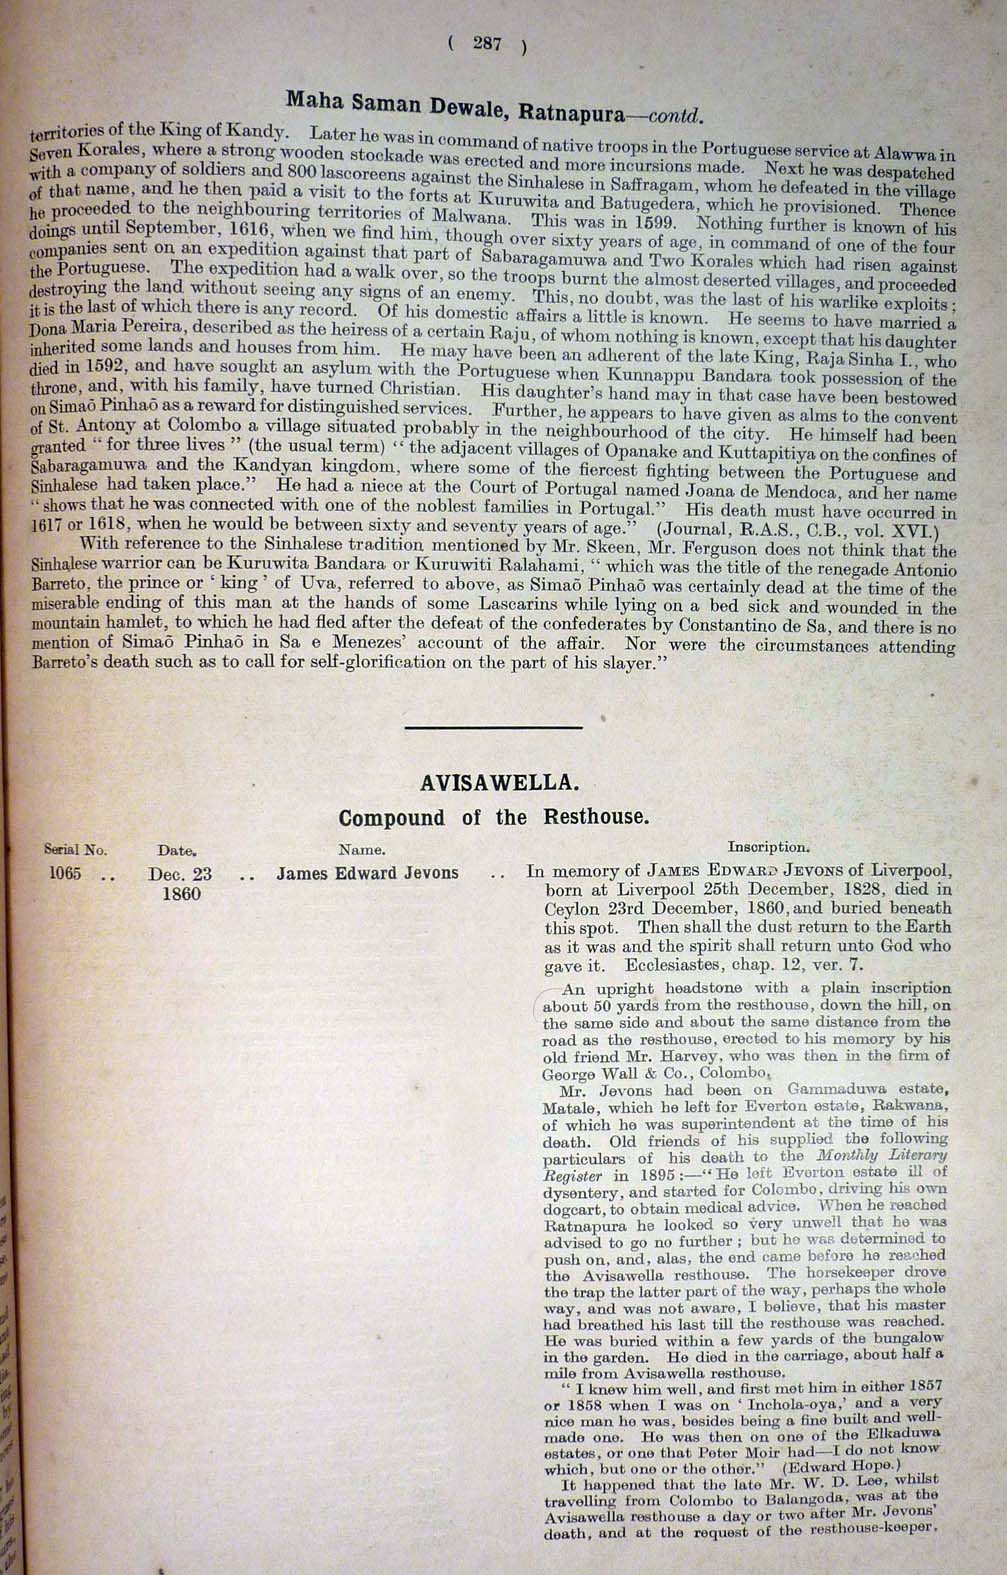 ( 287 )
Maha Saman Dewale, Ratnapura—contd.
territories of the King of Kandy. Later he was in command of native troops in the Portuguese service at Alawwa in
Seven Korales, where a strong wooden stockade was erected and more incursions made. Next he was despatched
with a company of soldiers and 800 lascoreens against the Sinhalese in Saffragam, whom he defeated in the village
of that name, and he then paid a visit to the forts at Kuruwita and Batugedera, which he provisioned. Thence
he proceeded to the neighbouring territories of Malwana. This was in 1599. Nothing further is known of his
doings until September, 1616, when we find him, though over sixty years of age, in command of one of the four
companies sent on an expedition against that part of Sabaragamuwa and Two Korales which had risen against
the Portuguese. The expedition had a walk over, so the troops burnt the almost deserted villages, and proceeded
destroying the land without seeing any signs of an enemy. This, no doubt, was the last of his warlike exploits;
it is the last of which there is any record. Of his domestic affairs a little is known. He seems to have married a
Dona Maria Pereira, described as the heiress of a certain Raju, of whom nothing is known, except that his daughter
inherited some lands and houses from him. He may have been an adherent of the late King, Raja Sinha I., who
died in 1592, and have sought an asylum with the Portuguese when Kunnappu Bandara took possession of the
throne, and, with his family, have turned Christian. His daughter's hand may in that case have been bestowed
on Simaõ Pinhaõ as a reward for distinguished services. Further, he appears to have given as alms to the convent
of St. Antony at Colombo a village situated probably in the neighbourhood of the city. He himself had been
granted "for three lives" (the usual term) "the adjacent villages of Opanake and Kuttapitiya on the confines of
Sabaragamuwa and the Kandyan kingdom, where some of the fiercest fighting between the Portuguese and
Sinhalese had taken place." He had a niece at the Court of Portugal named Joana de Mendoca, and her name
"shows that he was connected with one of the noblest families in Portugal." His death must have occurred in
1617 or 1618, when he would be between sixty and seventy years of age." (Journal, R.A.S., C.B., vol. XVI.)
With reference to the Sinhalese tradition mentioned by Mr. Skeen, Mr. Ferguson does not think that the
Sinhalese warrior can be Kuruwita Bandara or Kuruwiti Ralahami, "which was the title of the renegade Antonio
Barreto, the prince or 'king' of Uva, referred to above, as Simaõ Pinhaõ was certainly dead at the time of the
miserable ending of this man at the hands of some Lascarins while lying on a bed sick and wounded in the
mountain hamlet, to which he had fled after the defeat of the confederates by Constantino de Sa, and there is no
mention of Simaõ Pinhaõ in Sa e Menezes' account of the affair. Nor were the circumstances attending
Barreto's death such as to call for self-glorification on the part of his slayer."
AVISAWELLA.
Compound of the Resthouse.
Serial No. Date. Name. Inscription.
1065 .. Dec. 23 1860 .. James Edward Jevons .. In memory of JAMES EDWARD JEVONS of Liverpool,
born at Liverpool 25th December, 1828, died in
Ceylon 23rd December, 1860, and buried beneath
this spot. Then shall the dust return to the Earth
as it was and the spirit shall return unto God who
gave it. Ecclesiastes, chap. 12, ver. 7.
An upright headstone with a plain inscription
about 50 yards from the resthouse, down the hill, on
the same side and about the same distance from the
road as the resthouse, erected to his memory by his
old friend Mr. Harvey, who was then in the firm of
George Wall & Co., Colombo.
Mr. Jevons had been on Gammaduwa estate,
Matale, which he left for Everton estate, Rakwana,
of which he was superintendent at the time of his
death. Old friends of his supplied the following
particulars of his death to the Monthly Literary
Register in 1895:—"He left Everton estate ill of
dysentery, and started for Colombo, driving his own
dogcart, to obtain medical advice. When he reached
Ratnapura he looked so very unwell that he was
advised to go no further; but he was determined to
push on, and, alas, the end came before he reached
the Avisawella resthouse. The horsekeeper drove
the trap the latter part of the way, perhaps the whole
way, and was not aware, I believe, that his master
had breathed his last till the resthouse was reached.
He was buried within a few yards of the bungalow
in the garden. He died in the carriage, about half a
mile from Avisawella resthouse.
"I knew him well, and first met him in either 1857
or 1858 when I was on 'Inchola-oya,' and a very
nice man he was, besides being a fine built and well-
made one. He was then on one of the Elkaduwa
estates, or one that Peter Moir had—I do not know
which, but one or the other." (Edward Hope.)
It happened that the late Mr. W. D. Lee, whilst
travelling from Colombo to Balangoda, was at the
Avisawella resthouse a day or two after Mr. Jevons'
death, and at the request of the resthouse-keeper,